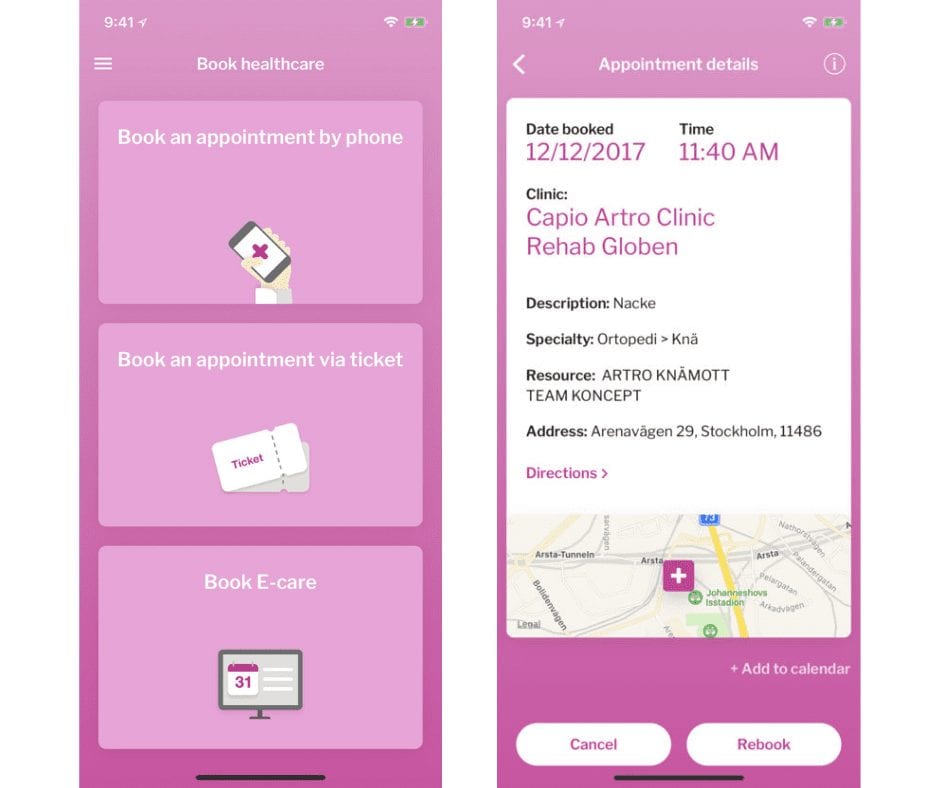 9:41
Book healthcare
Book an appointment by phone
Book an appointment via ticket
Ticket
Book E-care
31
9:41
Appointment details
Date booked
Time
12/12/2017
11:40 AM
Clinic:
Capio Artro Clinic
Rehab Globen
Description: Nacke
Specialty: Ortopedi > Knä
Resource: ARTRO KNÄMOTT
TEAM KONCEPT
Address: Arenavägen 29, Stockholm, 11486
Directions >
73
Nathorstvägen
Arsta-Tunneln
Arsta
Arsta
Palandergatan
Pelargatan
Bolidenvägen
Johanneshovs
Isstadion
Arkadvägen
Legal
+ Add to calendar
Cancel
Rebook